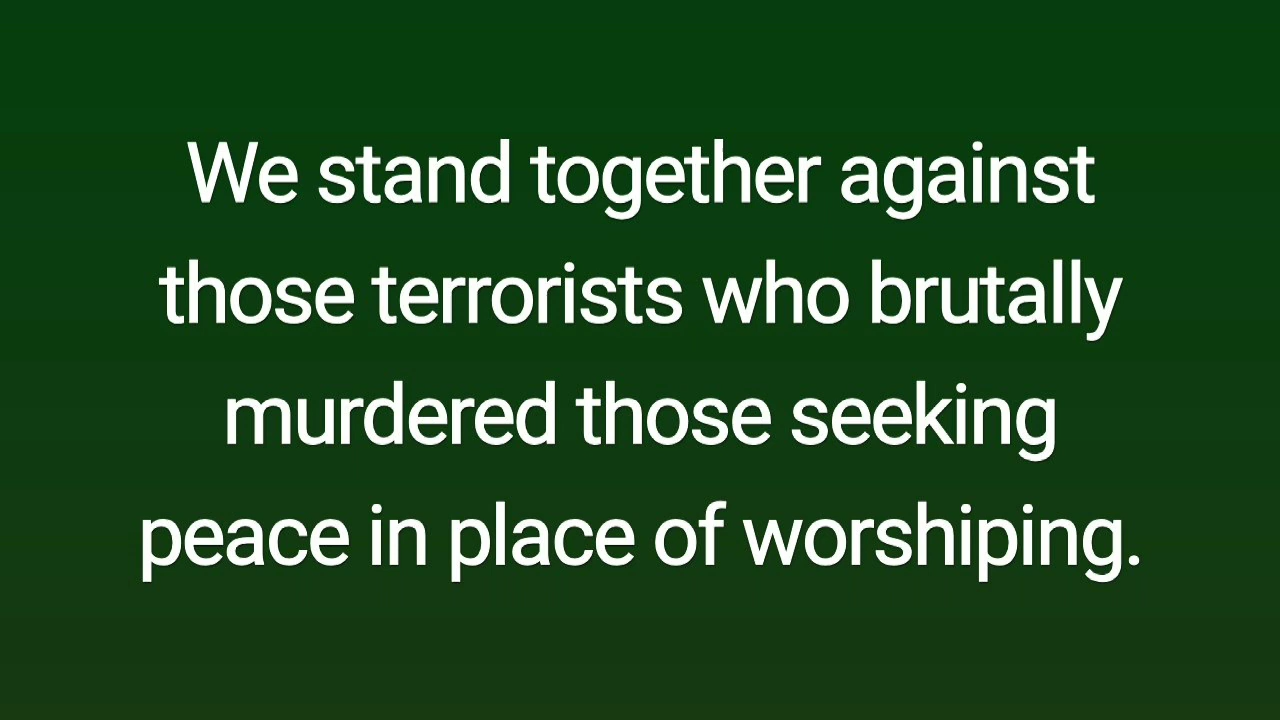 We stand together against
those terrorists who brutally
murdered those seeking
peace in place of worshiping.